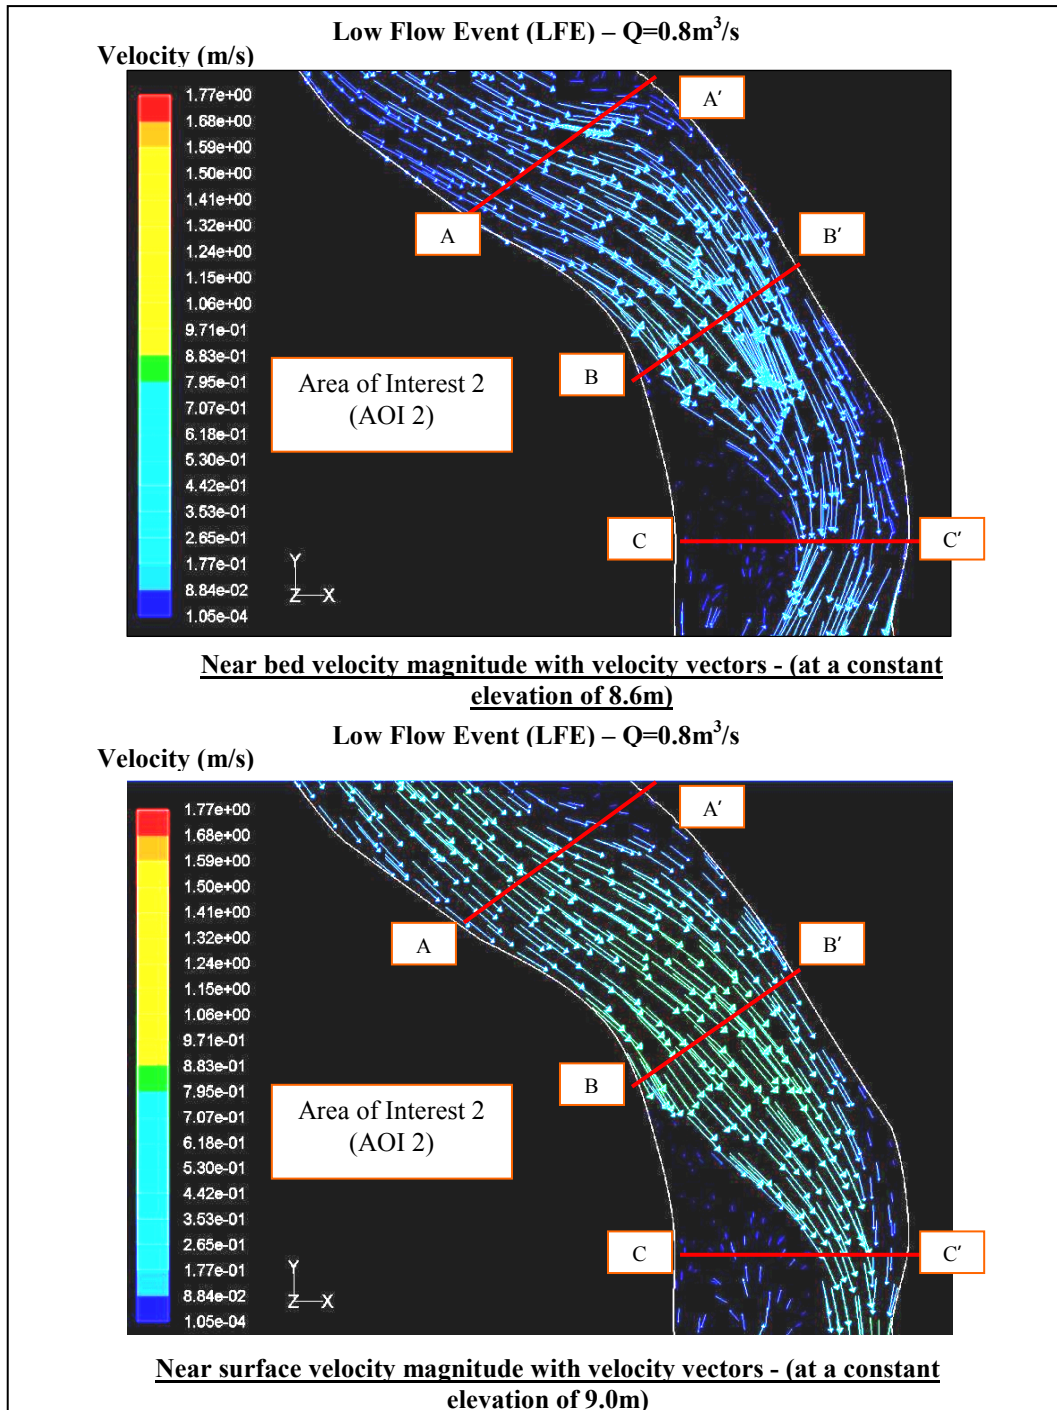 Low Flow Event (LFE) – Q=0.8m³/s
Velocity (m/s)
1.77e+00
1.68e+00
1.59e+00
1.50e+00
1.41e+00
1.32e+00
1.24e+00
1.15e+00
1.06e+00
9.71e-01
8.83e-01
7.95e-01
7.07e-01
6.18e-01
5.30e-01
4.42e-01
3.53e-01
2.65e-01
1.77e-01
8.84e-02
1.05e-04
A'
A
B'
B
Area of Interest 2
(AOI 2)
C
C'
Y
Z X
Near bed velocity magnitude with velocity vectors - (at a constant
elevation of 8.6m)
Low Flow Event (LFE) – Q=0.8m³/s
Velocity (m/s)
1.77e+00
1.68e+00
1.59e+00
1.50e+00
1.41e+00
1.32e+00
1.24e+00
1.15e+00
1.06e+00
9.71e-01
8.83e-01
7.95e-01
7.07e-01
6.18e-01
5.30e-01
4.42e-01
3.53e-01
2.65e-01
1.77e-01
8.84e-02
1.05e-04
A'
A
B'
B
Area of Interest 2
(AOI 2)
C
C'
Y
Z X
Near surface velocity magnitude with velocity vectors - (at a constant
elevation of 9.0m)